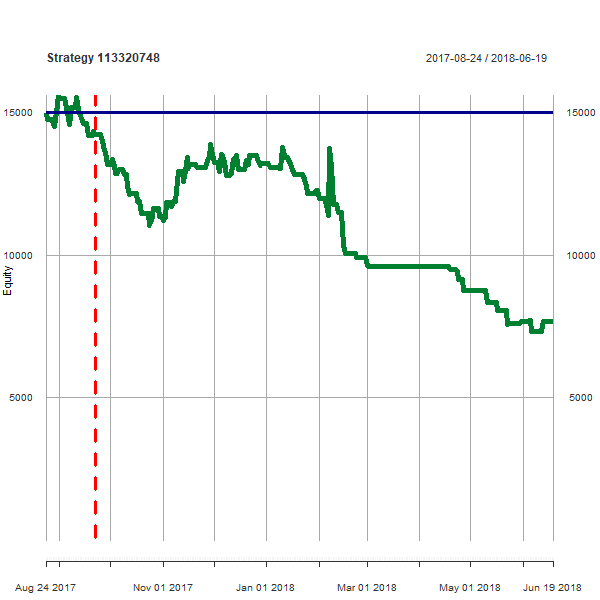 Strategy 113320748
2017-08-24 / 2018-06-19
15000 15000
10000 10000
Equity
5000 5000
Aug 24 2017 Nov 01 2017 Jan 01 2018 Mar 01 2018 May 01 2018 Jun 19 2018